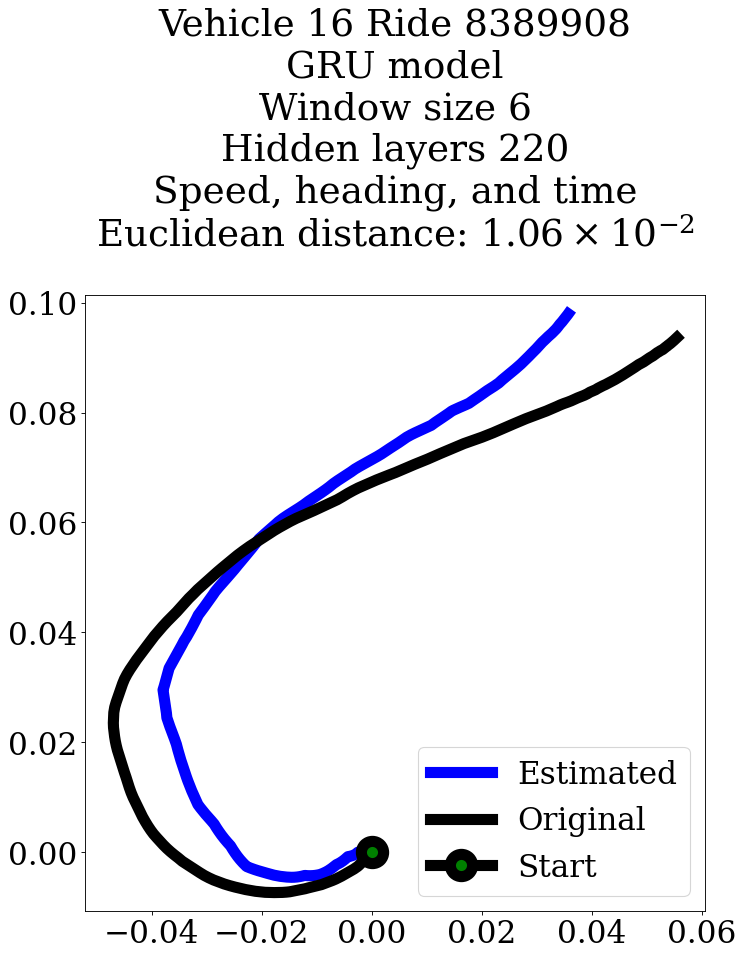 Vehicle 16 Ride 8389908
GRU model
Window size 6
Hidden layers 220
Speed, heading, and time
Euclidean distance: 1.06 × 10⁻²
0.10
0.08
0.06
0.04
0.02
0.00
Estimated
Original
Start
−0.04 −0.02 0.00 0.02 0.04 0.06